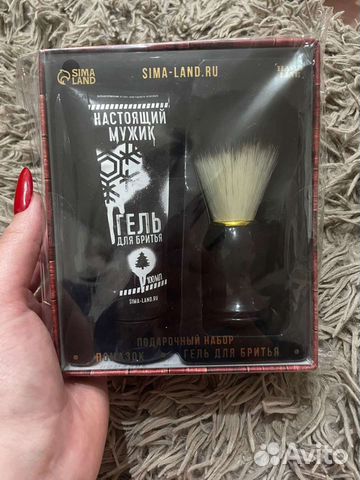 SIMA
LAND
SIMA-LAND.RU
НАСТОЯЩИЙ
МУЖИК
ГЕЛЬ
ДЛЯ БРИТЬЯ
100МЛ
SIMA-LAND.RU
ПОДАРОЧНЫЙ НАБОР
ПОМАЗОК
ГЕЛЬ ДЛЯ БРИТЬЯ
Avito